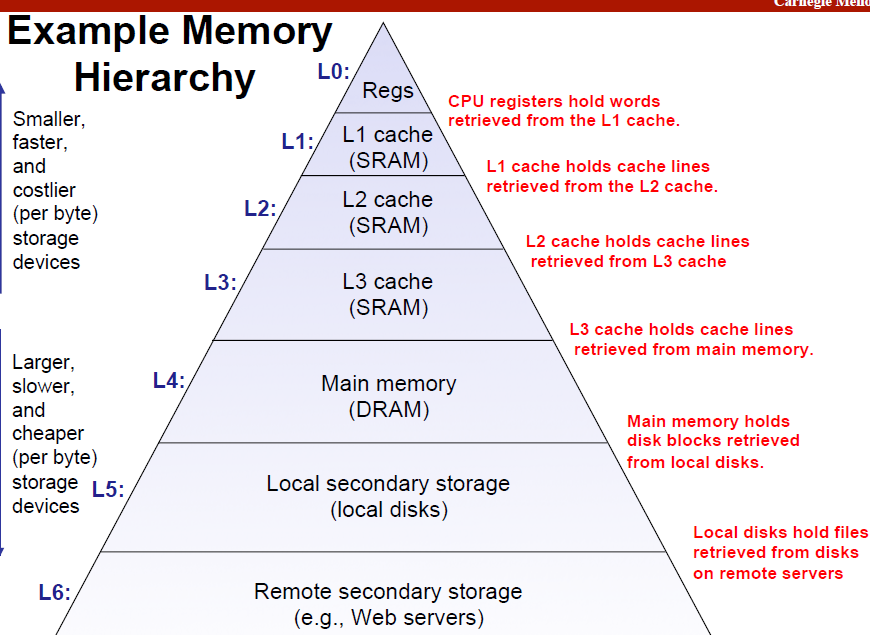 Carnegie
Example Memory
Hierarchy
Smaller,
faster,
and
costlier
(per byte)
storage
devices
Larger,
slower,
and
cheaper
(per byte)
storage
devices
L0:
Regs
CPU registers hold words
retrieved from the L1 cache.
L1:
L1 cache
(SRAM)
L1 cache holds cache lines
retrieved from the L2 cache.
L2:
L2 cache
(SRAM)
L2 cache holds cache lines
retrieved from L3 cache
L3:
L3 cache
(SRAM)
L3 cache holds cache lines
retrieved from main memory.
L4:
Main memory
(DRAM)
Main memory holds
disk blocks retrieved
from local disks.
L5:
Local secondary storage
(local disks)
Local disks hold files
retrieved from disks
on remote servers
L6:
Remote secondary storage
(e.g., Web servers)